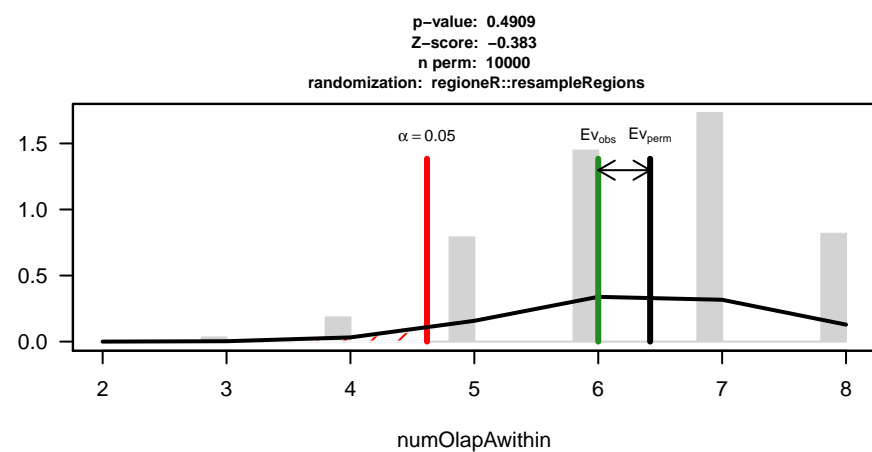 p−value: 0.4909
Z−score: −0.383
n perm: 10000
randomization: regioneR::resampleRegions
α = 0.05
Evobs
Evperm
1.5
1.0
0.5
0.0
2 3 4 5 6 7 8
numOlapAwithin